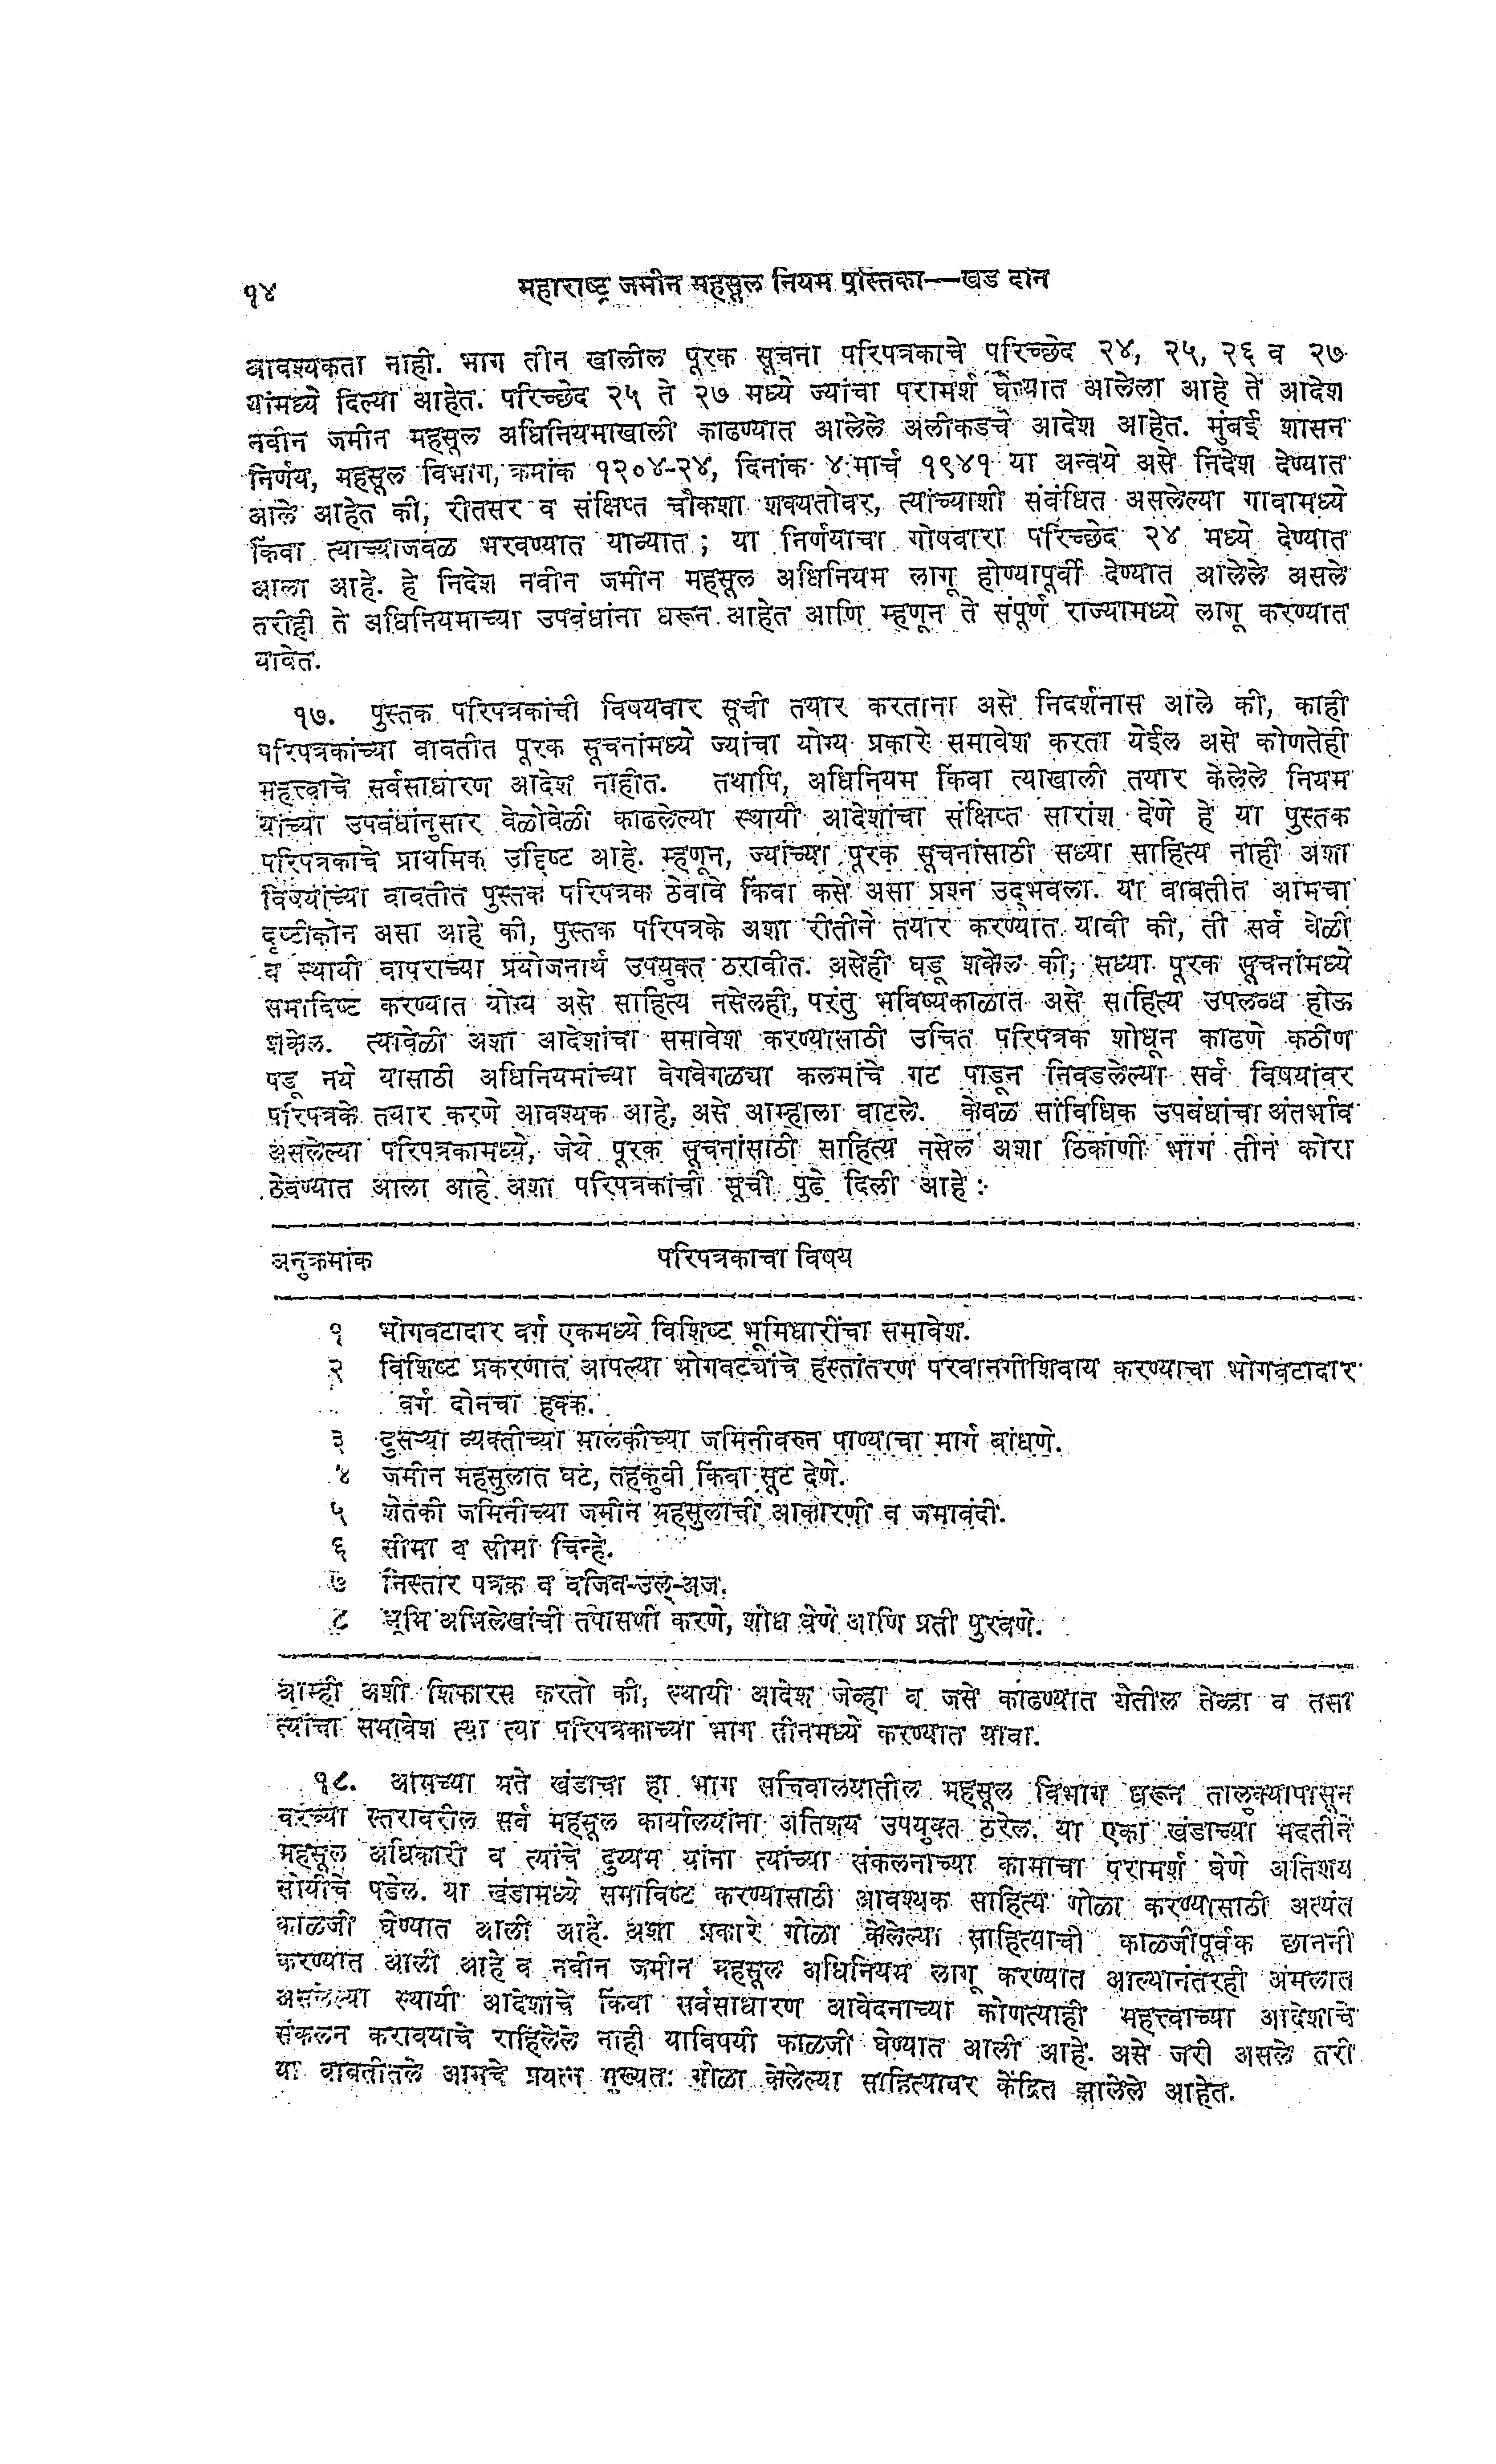 १४
महाराष्ट्र जमीन महसूल नियम पुस्तिका—खंड दोन
आवश्यकता नाही. भाग तीन खालील पूरक सूचना परिपत्रकाचे परिच्छेद २४, २५, २६ व २७
यांमध्ये दिल्या आहेत. परिच्छेद २५ ते २७ मध्ये ज्यांचा परामर्श घेण्यात आलेला आहे ते आदेश
नवीन जमीन महसूल अधिनियमाखाली काढण्यात आलेले अलीकडचे आदेश आहेत. मुंबई शासन
निर्णय, महसूल विभाग, क्रमांक १२०४-२४, दिनांक ४ मार्च १९४१ या अन्वये असे निदेश देण्यात
आले आहेत की, रीतसर व संक्षिप्त चौकशा शक्यतोवर, त्यांच्याशी संबंधित असलेल्या गावामध्ये
किंवा त्याच्याजवळ भरवण्यात याव्यात ; या निर्णयाचा गोषवारा परिच्छेद २४ मध्ये देण्यात
आला आहे. हे निदेश नवीन जमीन महसूल अधिनियम लागू होण्यापूर्वी देण्यात आलेले असले
तरीही ते अधिनियमाच्या उपबंधांना धरून आहेत आणि म्हणून ते संपूर्ण राज्यामध्ये लागू करण्यात
यावेत.
१७. पुस्तक परिपत्रकांची विषयवार सूची तयार करताना असे निदर्शनास आले की, काही
परिपत्रकांच्या बाबतीत पूरक सूचनांमध्ये ज्यांचा योग्य प्रकारे समावेश करता येईल असे कोणतेही
महत्त्वाचे सर्वसाधारण आदेश नाहीत. तथापि, अधिनियम किंवा त्याखाली तयार केलेले नियम
यांच्या उपबंधांनुसार वेळोवेळी काढलेल्या स्थायी आदेशांचा संक्षिप्त सारांश देणे हे या पुस्तक
परिपत्रकाचे प्राथमिक उद्दिष्ट आहे. म्हणून, ज्यांच्या पूरक सूचनांसाठी सध्या साहित्य नाही अशा
विषयांच्या बाबतीत पुस्तक परिपत्रक ठेवावे किंवा कसे असा प्रश्न उद्‌भवला. या बाबतीत आमचा
दृष्टीकोन असा आहे की, पुस्तक परिपत्रके अशा रीतीने तयार करण्यात यावी की, ती सर्व वेळी
व स्थायी वापराच्या प्रयोजनार्थ उपयुक्त ठरावीत. असेही घडू शकेल की, सध्या पूरक सूचनांमध्ये
समाविष्ट करण्यात योग्य असे साहित्य नसेलही, परंतु भविष्यकाळात असे साहित्य उपलब्ध होऊ
शकेल. त्यावेळी अशा आदेशांचा समावेश करण्यासाठी उचित परिपत्रक शोधून काढणे कठीण
पडू नये यासाठी अधिनियमांच्या वेगवेगळ्या कलमांचे गट पाडून निवडलेल्या सर्व विषयांवर
परिपत्रके तयार करणे आवश्यक आहे, असे आम्हाला वाटले. केवळ सांविधिक उपबंधांचा अंतर्भाव
असलेल्या परिपत्रकामध्ये, जेथे पूरक सूचनांसाठी साहित्य नसेल अशा ठिकाणी भाग तीन कोरा
ठेवण्यात आला आहे. अशा परिपत्रकांची सूची पुढे दिली आहे :
अनुक्रमांक परिपत्रकाचा विषय
१ भोगवटादार वर्ग एकमध्ये विशिष्ट भूमिधारींचा समावेश.
२ विशिष्ट प्रकरणात आपल्या भोगवट्यांचे हस्तांतरण परवानगीशिवाय करण्याचा भोगवटादार
वर्ग दोनचा हक्क.
३ दुसऱ्या व्यक्तीच्या मालकीच्या जमिनीवरुन पाण्याचा मार्ग बांधणे.
४ जमीन महसुलात घट, तहकुबी किंवा सूट देणे.
५ शेतकी जमिनीच्या जमीन महसुलाची आकारणी व जमाबंदी.
६ सीमा व सीमा चिन्हे.
७ निस्तार पत्रक व वजिब-उल्-अर्ज.
८ भूमि अभिलेखांची तपासणी करणे, शोध घेणे आणि प्रती पुरवणे.
आम्ही अशी शिफारस करतो की, स्थायी आदेश जेव्हा व जसे काढण्यात येतील तेव्हा व तसा
त्यांचा समावेश त्या त्या परिपत्रकाच्या भाग तीनमध्ये करण्यात यावा.
१८. आमच्या मते खंडाचा हा भाग सचिवालयातील महसूल विभाग धरून तालुक्यापासून
वरच्या स्तरावरील सर्व महसूल कार्यालयांना अतिशय उपयुक्त ठरेल. या एका खंडाच्या मदतीने
महसूल अधिकारी व त्यांचे दुय्यम यांना त्यांच्या संकलनाच्या कामाचा परामर्श घेणे अतिशय
सोयीचे पडेल. या खंडामध्ये समाविष्ट करण्यासाठी आवश्यक साहित्य गोळा करण्यासाठी अत्यंत
काळजी घेण्यात आली आहे. अशा प्रकारे गोळा केलेल्या साहित्याची काळजीपूर्वक छाननी
करण्यात आली आहे व नवीन जमीन महसूल अधिनियम लागू करण्यात आल्यानंतरही अंमलात
असलेल्या स्थायी आदेशांचे किंवा सर्वसाधारण आवेदनाच्या कोणत्याही महत्त्वाच्या आदेशाचे
संकलन करावयाचे राहिलेले नाही याविषयी काळजी घेण्यात आली आहे. असे जरी असले तरी
या बाबतीतले आमचे प्रयत्न मुख्यतः गोळा केलेल्या साहित्यावर केंद्रित झालेले आहेत.